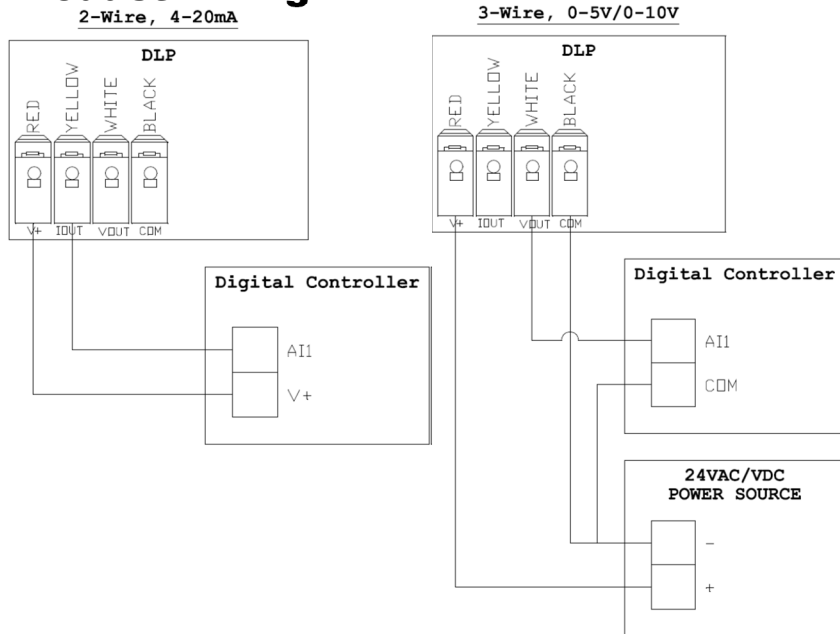 2-Wire, 4-20mA
DLP
RED
YELLOW
WHITE
BLACK
V+ IOUT VOUT COM
Digital Controller
AI1
V+
3-Wire, 0-5V/0-10V
DLP
RED
YELLOW
WHITE
BLACK
V+ IOUT VOUT COM
Digital Controller
AI1
COM
24VAC/VDC
POWER SOURCE
-
+